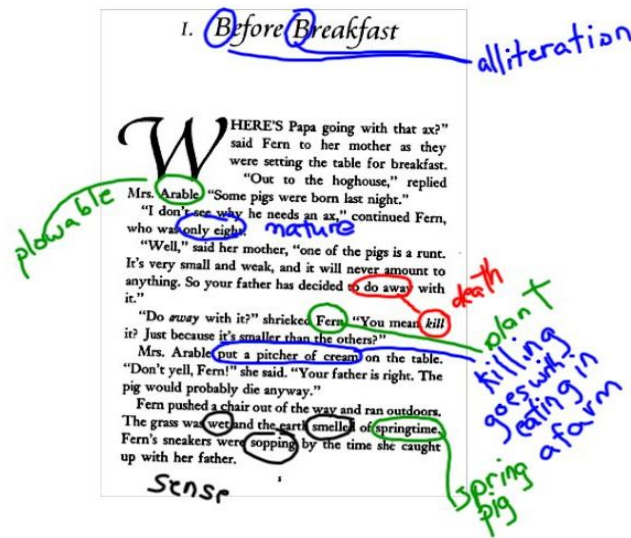 I. Before Breakfast
alliteration
WHERE'S Papa going with that ax?"
said Fern to her mother as they
were setting the table for breakfast.
"Out to the hoghouse," replied
Mrs. Arable. "Some pigs were born last night."
plowable
"I don't see why he needs an ax," continued Fern,
who was only eight.
mature
"Well," said her mother, "one of the pigs is a runt.
It's very small and weak, and it will never amount to
anything. So your father has decided to do away with
it."
death
"Do away with it?" shrieked Fern. "You mean kill
it? Just because it's smaller than the others?"
plant
Mrs. Arable put a pitcher of cream on the table.
"Don't yell, Fern!" she said. "Your father is right. The
pig would probably die anyway."
killing
goes with
eating in
a farm
Fern pushed a chair out of the way and ran outdoors.
The grass was wet and the earth smelled of springtime.
Fern's sneakers were sopping by the time she caught
up with her father.
spring
pig
sense
1